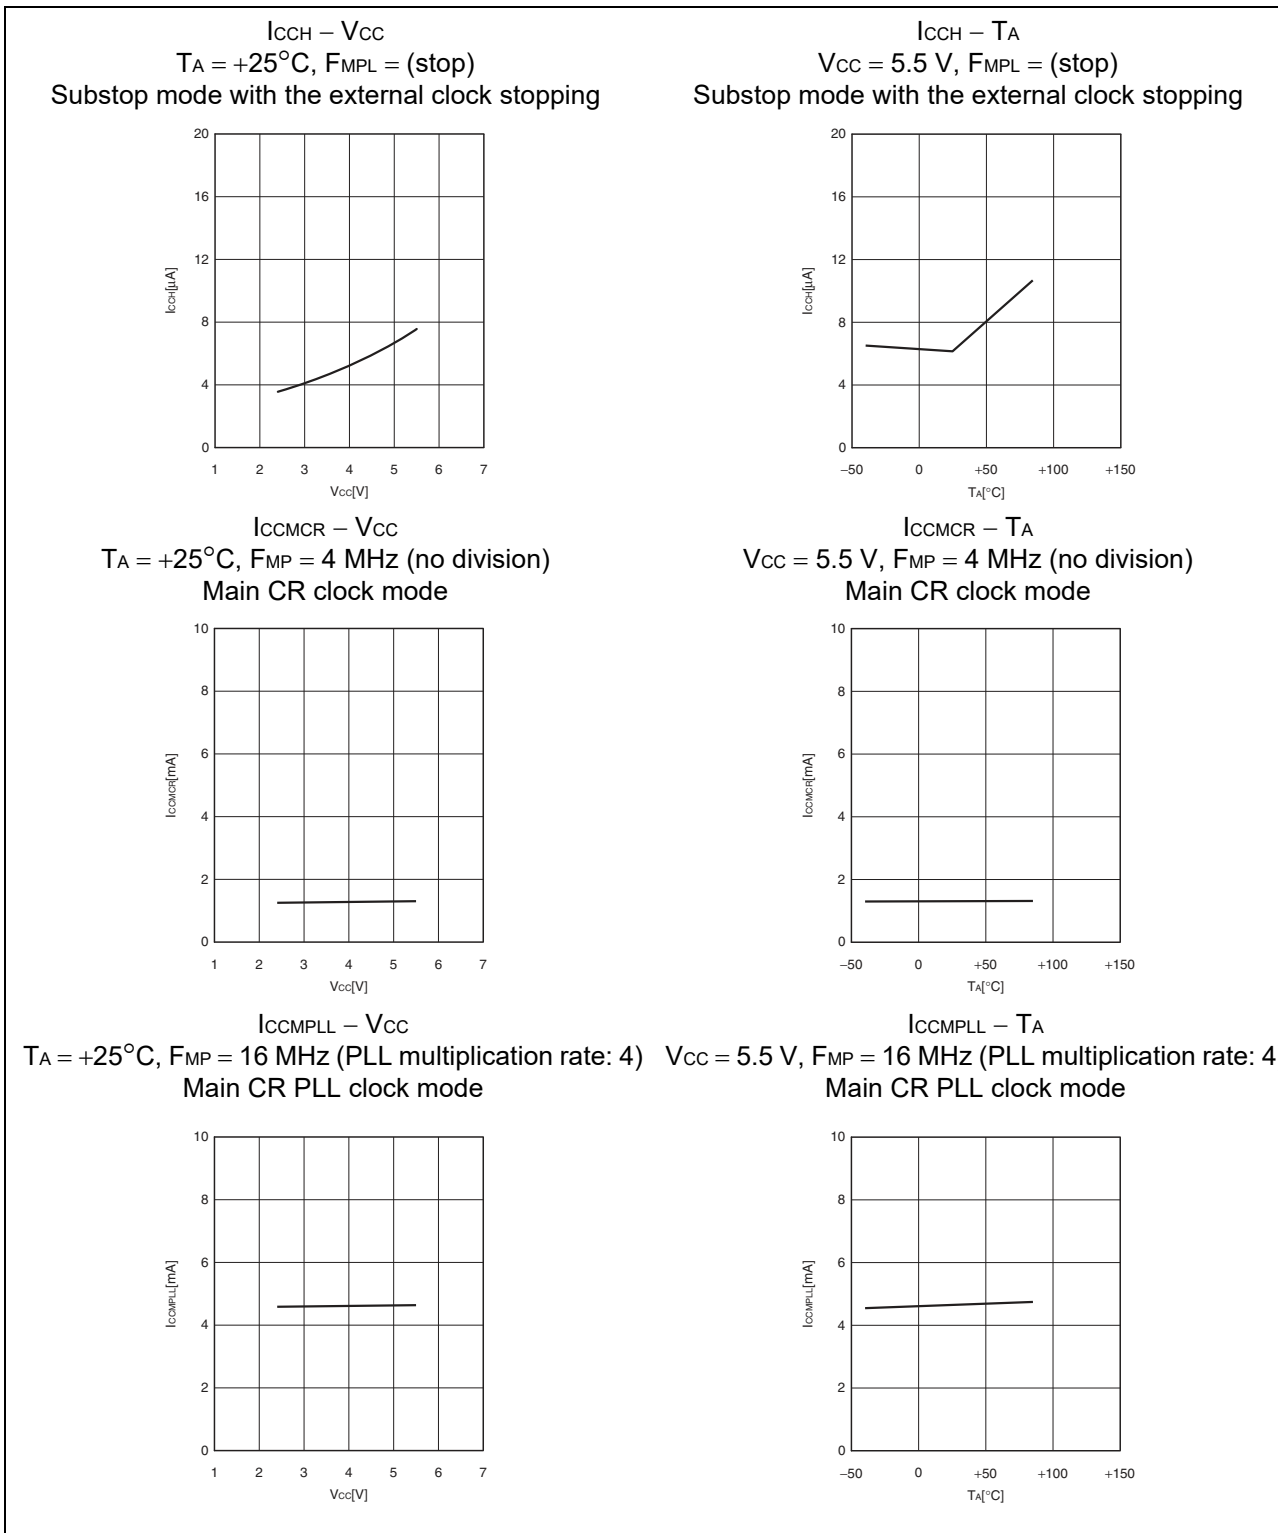 ICCH − VCC
TA = +25°C, FMPL = (stop)
Substop mode with the external clock stopping
20
16
12
8
4
0
ICCH[µA]
1 2 3 4 5 6 7
VCC[V]
ICCH − TA
VCC = 5.5 V, FMPL = (stop)
Substop mode with the external clock stopping
20
16
12
8
4
0
ICCH[µA]
−50 0 +50 +100 +150
TA[°C]
ICCMCR − VCC
TA = +25°C, FMP = 4 MHz (no division)
Main CR clock mode
10
8
6
4
2
0
ICCMCR[mA]
1 2 3 4 5 6 7
VCC[V]
ICCMCR − TA
VCC = 5.5 V, FMP = 4 MHz (no division)
Main CR clock mode
10
8
6
4
2
0
ICCMCR[mA]
−50 0 +50 +100 +150
TA[°C]
ICCMPLL − VCC
TA = +25°C, FMP = 16 MHz (PLL multiplication rate: 4)
Main CR PLL clock mode
10
8
6
4
2
0
ICCMPLL[mA]
1 2 3 4 5 6 7
VCC[V]
ICCMPLL − TA
VCC = 5.5 V, FMP = 16 MHz (PLL multiplication rate: 4
Main CR PLL clock mode
10
8
6
4
2
0
ICCMPLL[mA]
−50 0 +50 +100 +150
TA[°C]